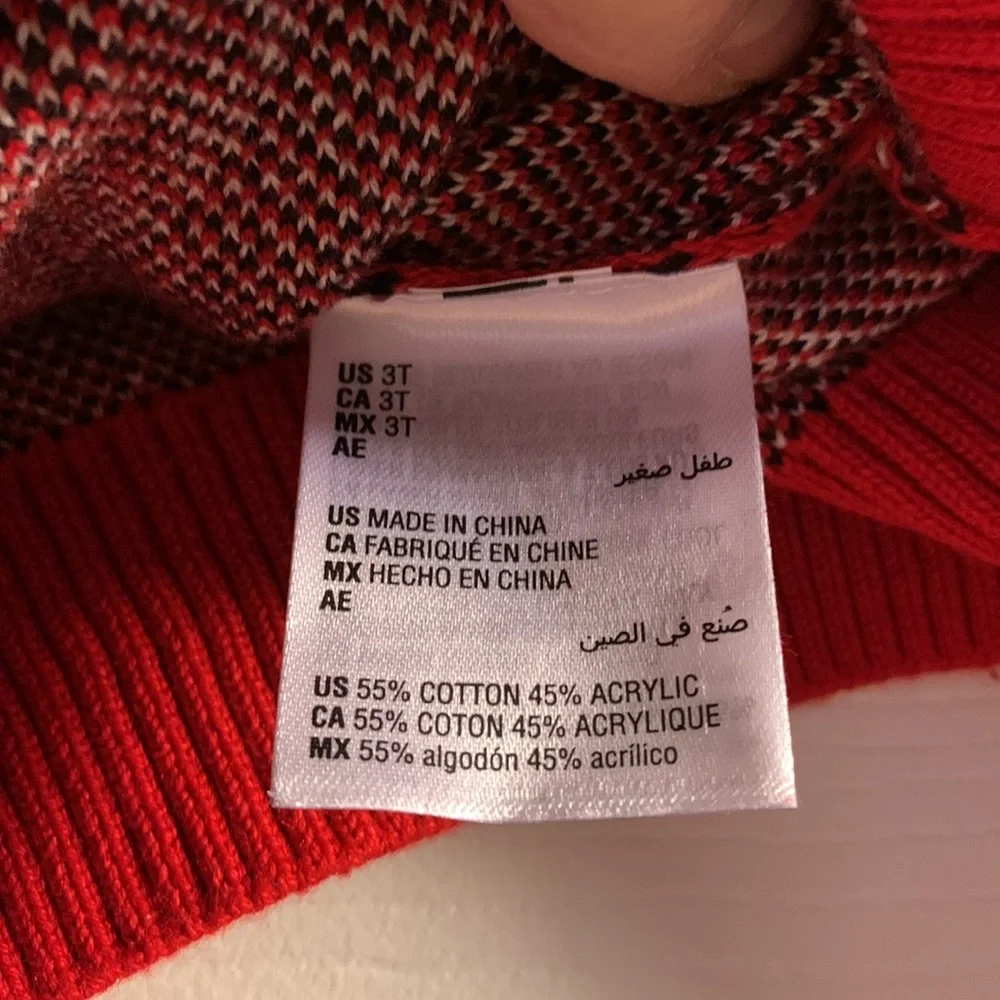 US 3T
CA 3T
MX 3T
AE
طفل صغير
US MADE IN CHINA
CA FABRIQUÉ EN CHINE
MX HECHO EN CHINA
AE
صُنع في الصين
US 55% COTTON 45% ACRYLIC
CA 55% COTON 45% ACRYLIQUE
MX 55% algodón 45% acrílico